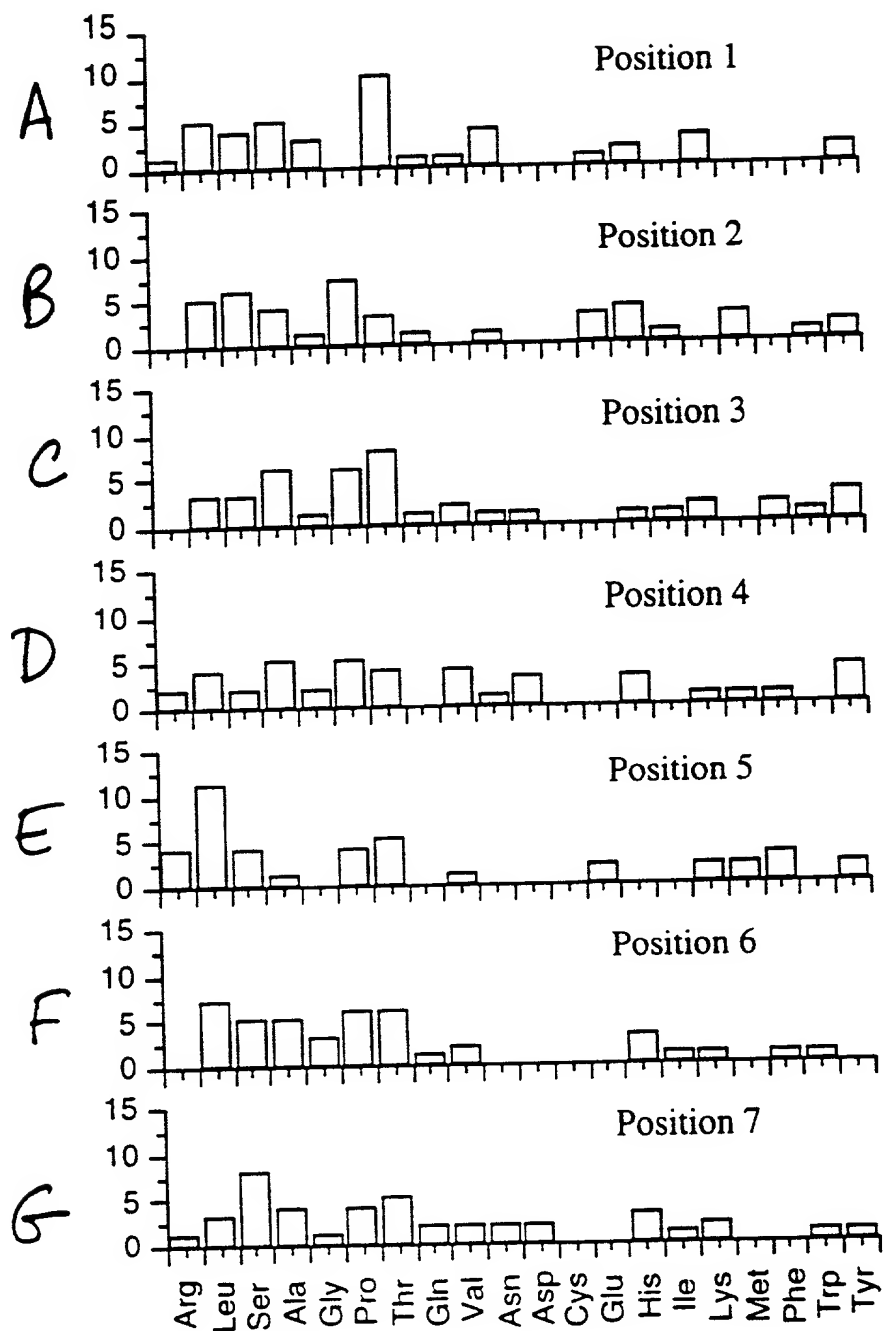 15
Position 1
10
A
5
0
15
Position 2
10
B
5
0
15
Position 3
10
C
5
0
15
Position 4
10
D
5
0
15
Position 5
10
E
5
0
15
Position 6
10
F
5
0
15
Position 7
10
G
5
0
Arg
Leu
Ser
Ala
Gly
Pro
Thr
Gln
Val
Asn
Asp
Cys
Glu
His
Ile
Lys
Met
Phe
Trp
Tyr